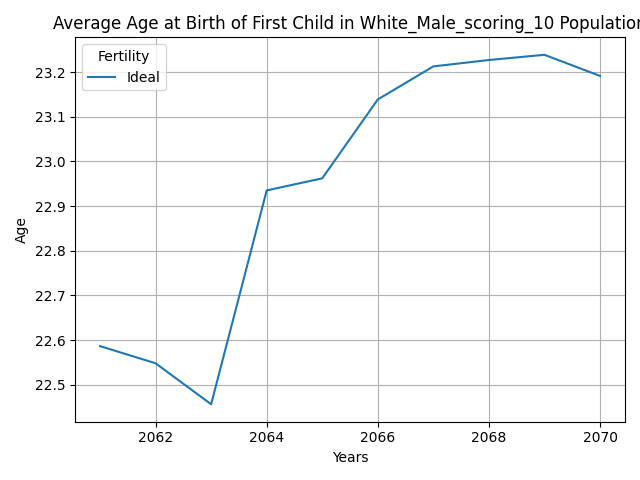 Average Age at Birth of First Child in White_Male_scoring_10 Population
Fertility
Ideal
23.2
23.1
23.0
22.9
22.8
22.7
22.6
22.5
Age
2062 2064 2066 2068 2070
Years